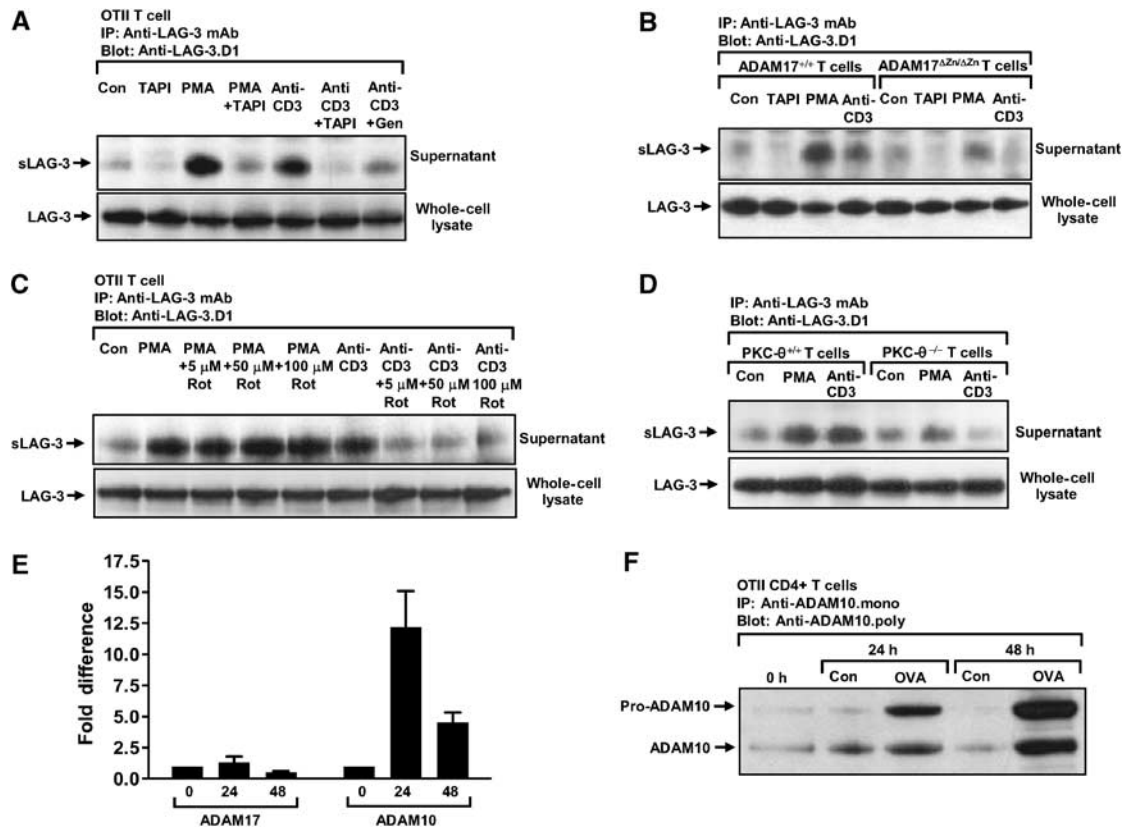 A
OTII T cell
IP: Anti-LAG-3 mAb
Blot: Anti-LAG-3.D1
Con TAPI PMA PMA +TAPI Anti-CD3 Anti CD3 +TAPI Anti-CD3 +Gen
sLAG-3
Supernatant
LAG-3
Whole-cell
lysate
B
IP: Anti-LAG-3 mAb
Blot: Anti-LAG-3.D1
ADAM17+/+ T cells ADAM17ΔZn/ΔZn T cells
Con TAPI PMA Anti-CD3 Con TAPI PMA Anti-CD3
sLAG-3
Supernatant
LAG-3
Whole-cell
lysate
C
OTII T cell
IP: Anti-LAG-3 mAb
Blot: Anti-LAG-3.D1
Con PMA PMA +5 μM Rot PMA +50 μM Rot PMA +100 μM Rot Anti-CD3 Anti-CD3 +5 μM Rot Anti-CD3 +50 μM Rot Anti-CD3 100 μM Rot
sLAG-3
Supernatant
LAG-3
Whole-cell
lysate
D
IP: Anti-LAG-3 mAb
Blot: Anti-LAG-3.D1
PKC-θ+/+ T cells PKC-θ−/− T cells
Con PMA Anti-CD3 Con PMA Anti-CD3
sLAG-3
Supernatant
LAG-3
Whole-cell
lysate
E
Fold difference
17.5
15.0
12.5
10.0
7.5
5.0
2.5
0.0
0 24 48 0 24 48
ADAM17 ADAM10
F
OTII CD4+ T cells
IP: Anti-ADAM10.mono
Blot: Anti-ADAM10.poly
24 h 48 h
0 h Con OVA Con OVA
Pro-ADAM10
ADAM10